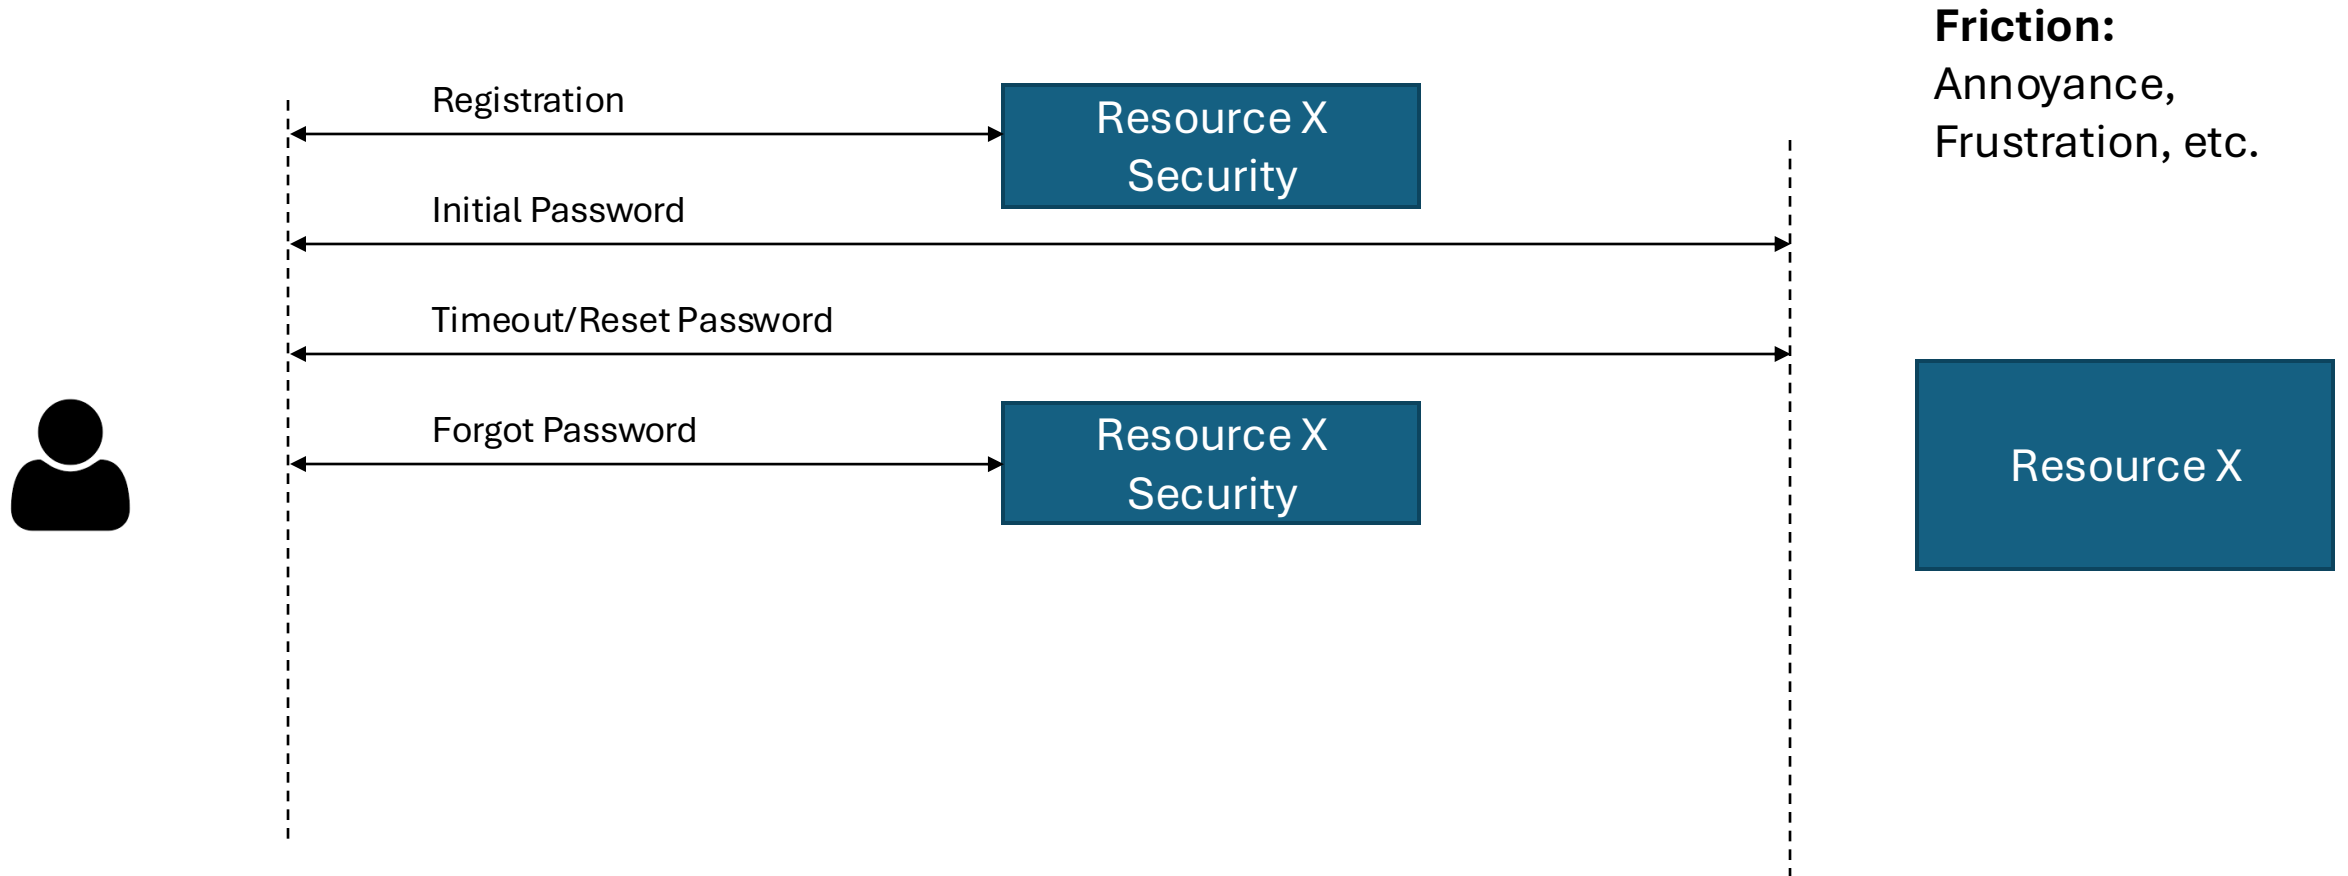 Friction:
Annoyance,
Frustration, etc.
Registration
Resource X
Security
Initial Password
Timeout/Reset Password
Forgot Password
Resource X
Security
Resource X